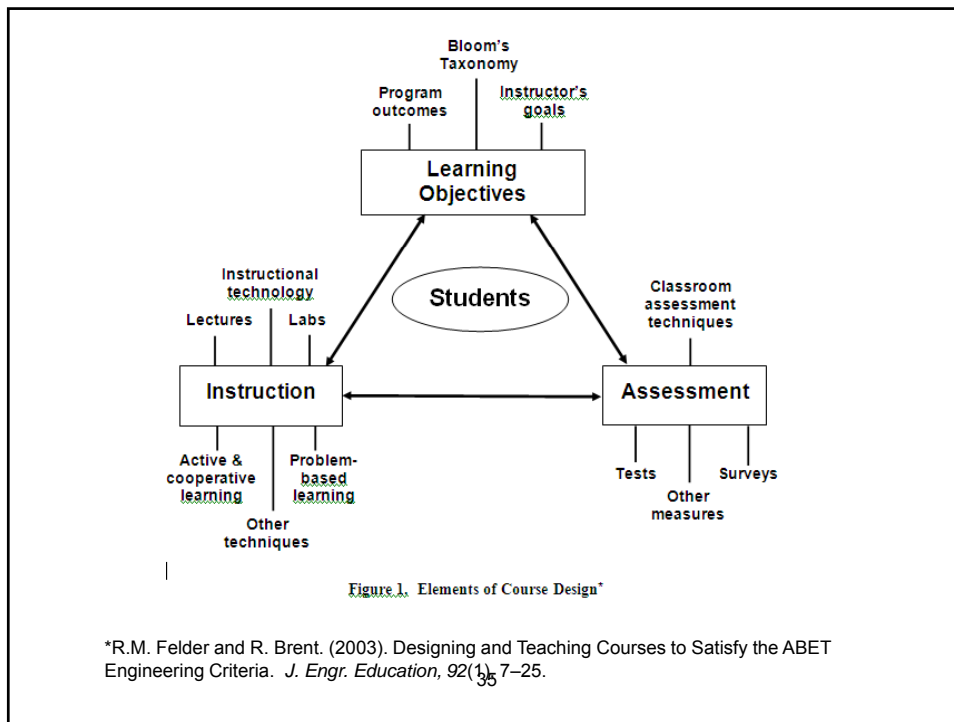 Bloom's
Taxonomy
Program
outcomes
Instructor's
goals
Learning
Objectives
Instructional
technology
Lectures
Labs
Students
Classroom
assessment
techniques
Instruction
Assessment
Active &
cooperative
learning
Problem-
based
learning
Other
techniques
Tests
Surveys
Other
measures
Figure 1. Elements of Course Design*
*R.M. Felder and R. Brent. (2003). Designing and Teaching Courses to Satisfy the ABET
Engineering Criteria. J. Engr. Education, 92(1), 7–25.
35